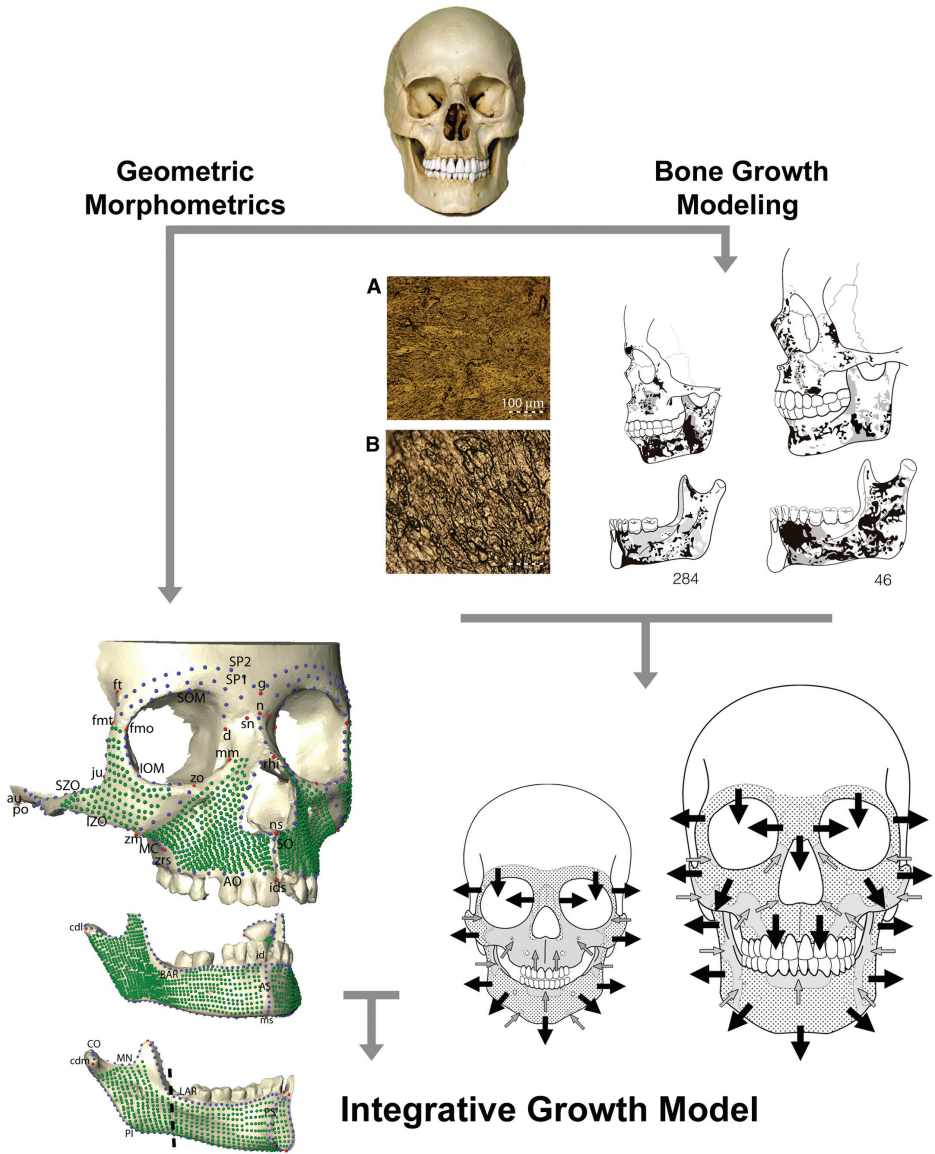 Geometric
Morphometrics
Bone Growth
Modeling
A
100 µm
B
284
46
SP2
SP1
ft
g
SOM
n
fmt
fmo
sn
d
mm
rhi
ju
IOM
zo
SZO
au
po
IZO
ns
zm
SO
MC
zrs
AO
ids
cdl
id
BAR
AS
ms
CO
cdm
MN
LAR
PS
PI
Integrative Growth Model